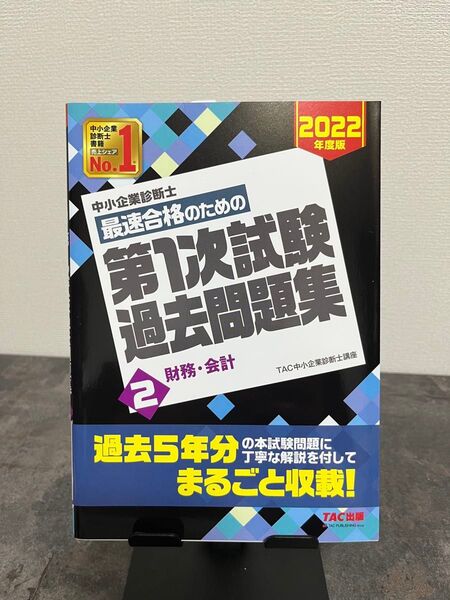 中小企業
診断士
書籍
売上シェア
No.1
2022
年度版
中小企業診断士
最速合格のための
第1次試験
過去問題集
TAC中小企業診断士講座
2 財務・会計
過去5年分の本試験問題に
丁寧な解説を付して
まるごと収載!
TAC出版
TAC PUBLISHING Group